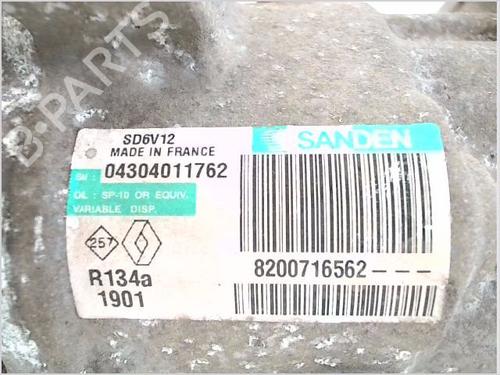 B-PARTS
SD6V12
MADE IN FRANCE
SANDEN
S/N : 04304011762
OIL : SP-10 OR EQUIV.
VARIABLE DISP.
257
R134a
1901
8200716562---